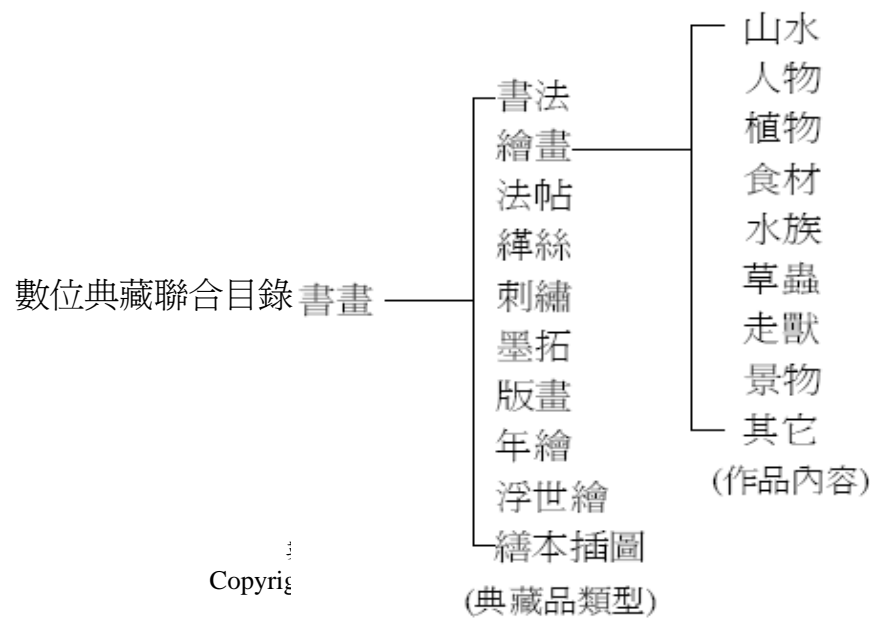 數位典藏聯合目錄書畫
書法
繪畫
法帖
緙絲
刺繡
墨拓
版畫
年繪
浮世繪
繕本插圖
(典藏品類型)
山水
人物
植物
食材
水族
草蟲
走獸
景物
其它
(作品內容)